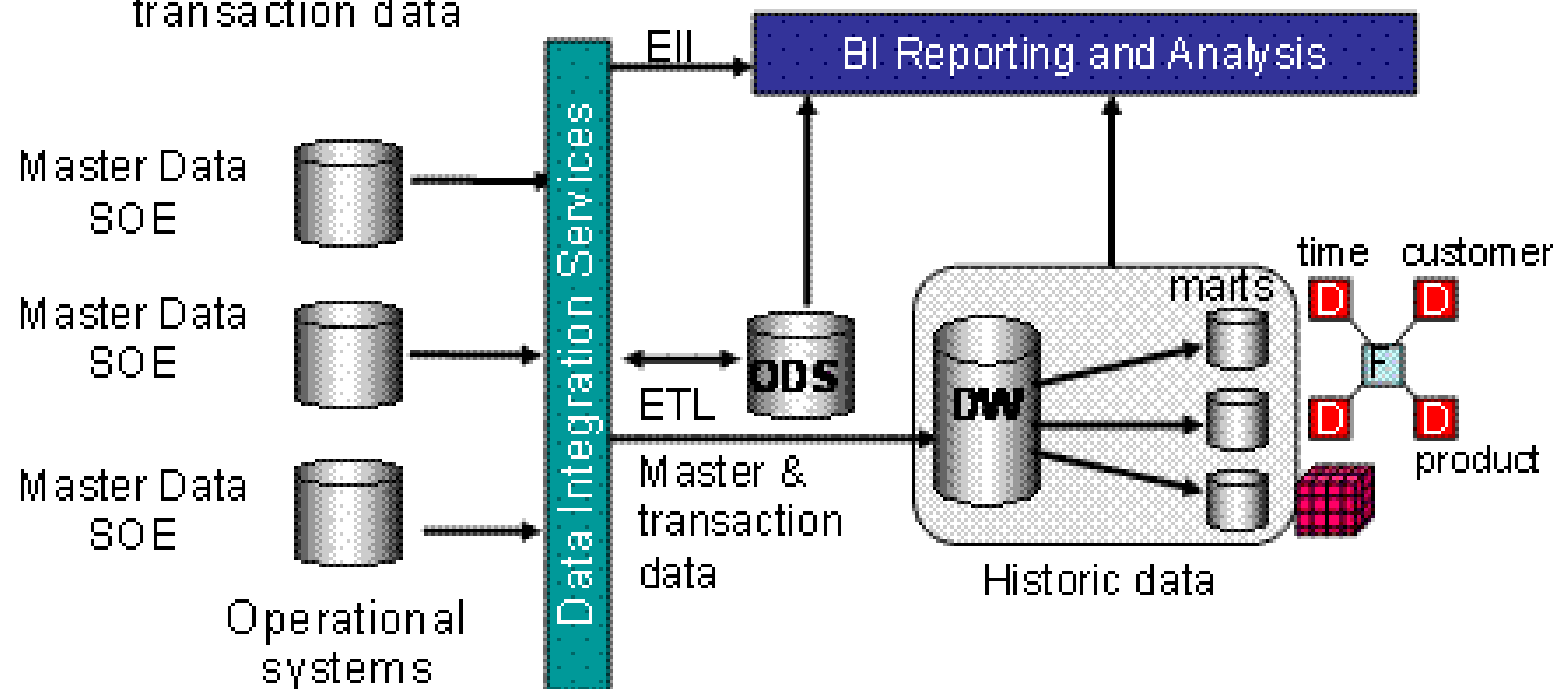 transaction data
EII
BI Reporting and Analysis
Data Integration Services
Master Data
SOE
Master Data
SOE
Master Data
SOE
Operational
systems
ODS
ETL
Master &
transaction
data
DW
marts
Historic data
time
customer
D
D
F
D
D
product